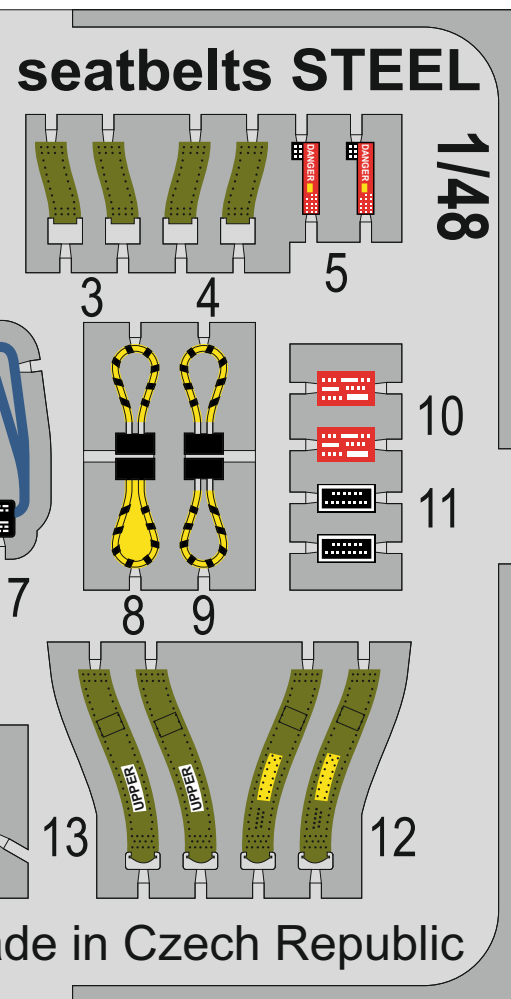 seatbelts STEEL
1/48
DANGER
DANGER
3
4
5
10
11
7
8
9
UPPER
UPPER
13
12
ade in Czech Republic